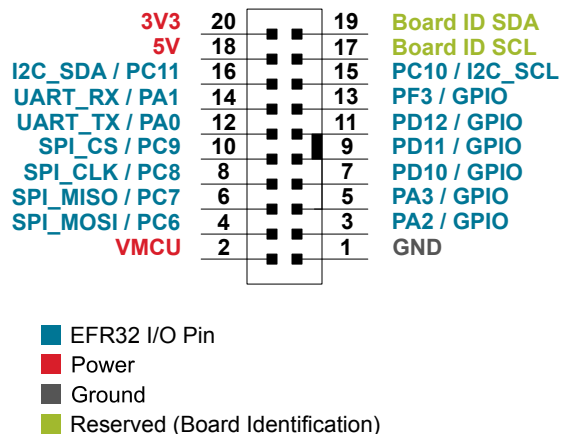 3V3 20 19 Board ID SDA
5V 18 17 Board ID SCL
I2C_SDA / PC11 16 15 PC10 / I2C_SCL
UART_RX / PA1 14 13 PF3 / GPIO
UART_TX / PA0 12 11 PD12 / GPIO
SPI_CS / PC9 10 9 PD11 / GPIO
SPI_CLK / PC8 8 7 PD10 / GPIO
SPI_MISO / PC7 6 5 PA3 / GPIO
SPI_MOSI / PC6 4 3 PA2 / GPIO
VMCU 2 1 GND
EFR32 I/O Pin
Power
Ground
Reserved (Board Identification)